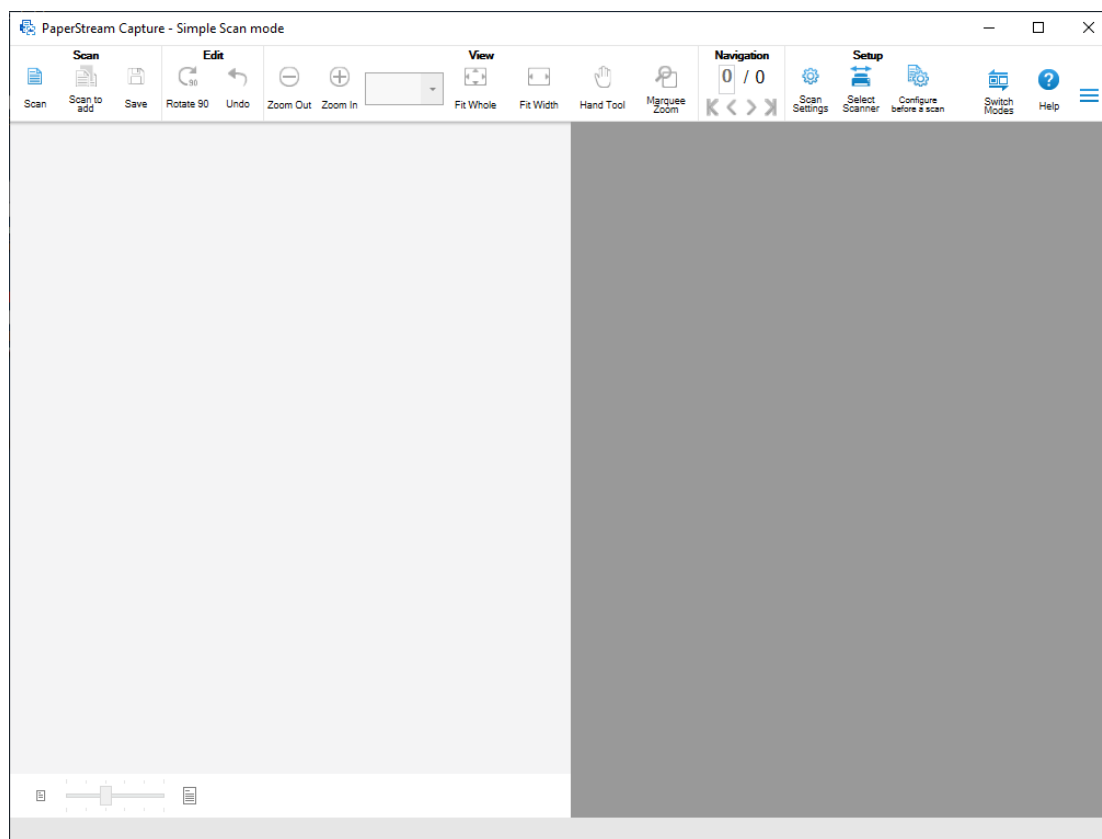 PaperStream Capture - Simple Scan mode
Scan
Edit
View
Navigation
Setup
90
0 / 0
Scan
Scan to add
Save
Rotate 90
Undo
Zoom Out
Zoom In
Fit Whole
Fit Width
Hand Tool
Marquee Zoom
Scan Settings
Select Scanner
Configure before a scan
Switch Modes
Help